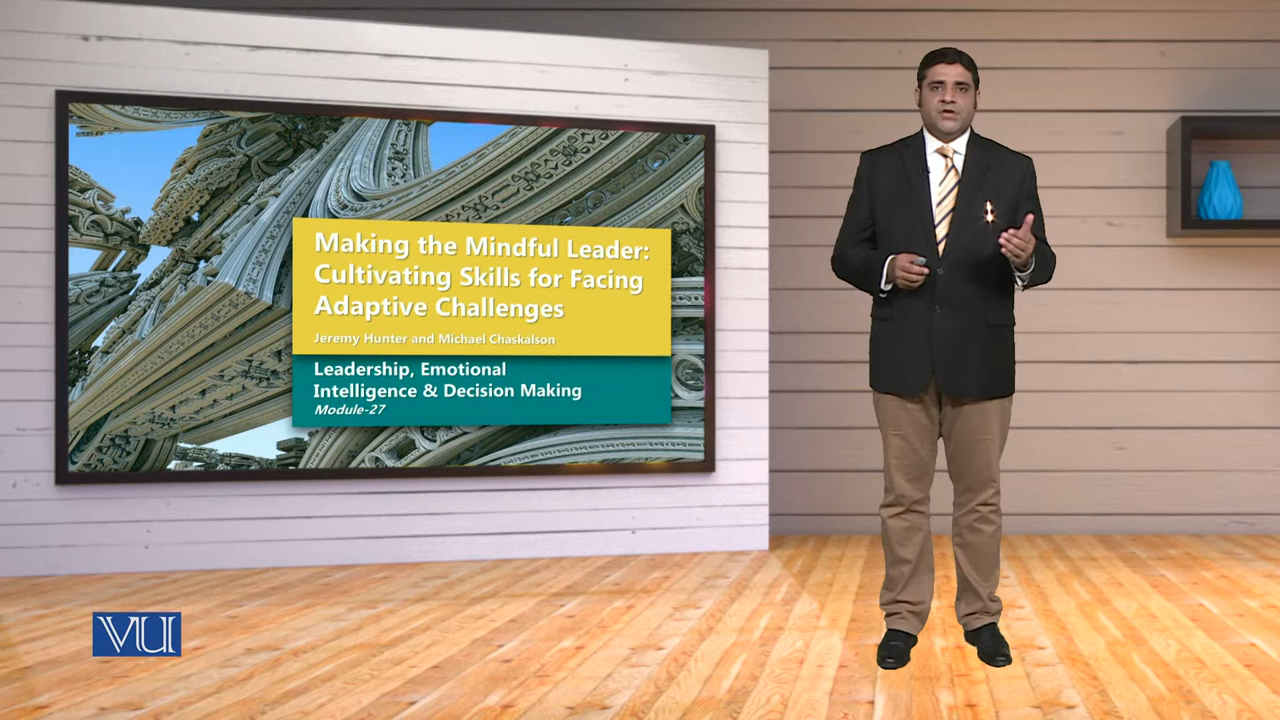 Making the Mindful Leader:
Cultivating Skills for Facing
Adaptive Challenges
Jeremy Hunter and Michael Chaskalson
Leadership, Emotional
Intelligence & Decision Making
Module-27
VU